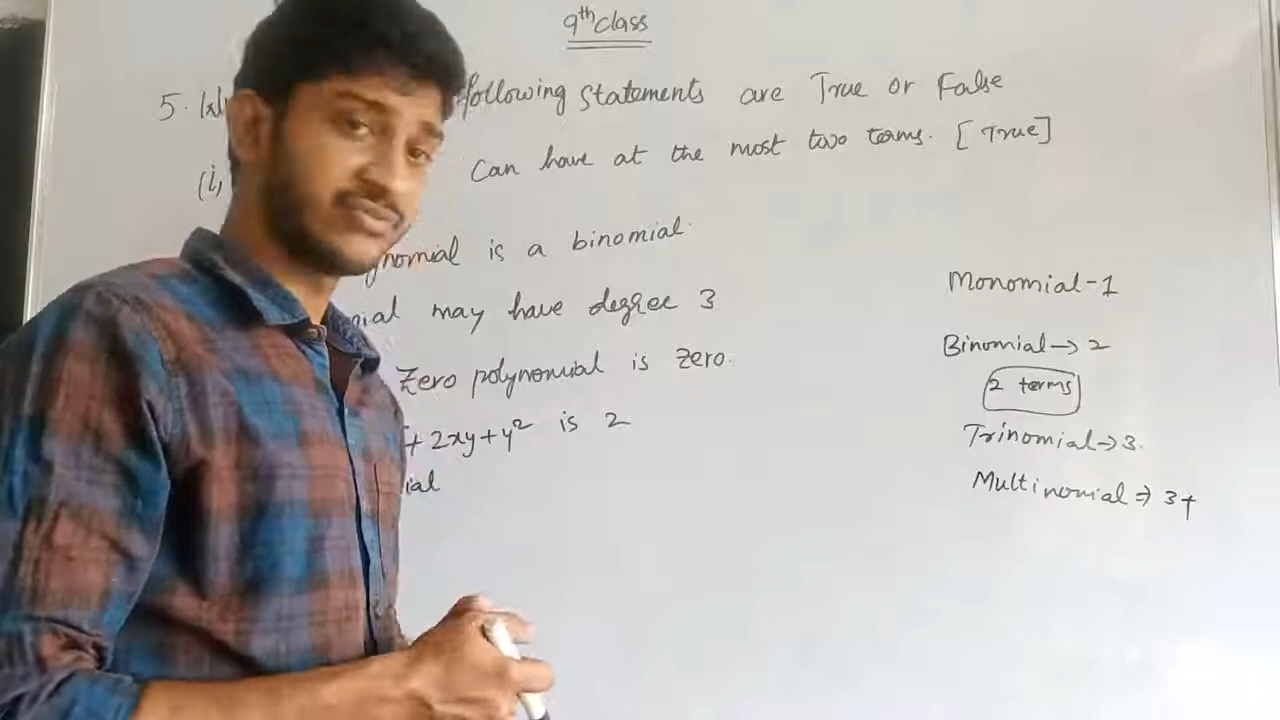 9th class
5. following statements are True or False
(i, Can have at the most two terms. [True]
nomial is a binomial.
Monomial-1
nial may have degree 3
Binomial→2
Zero polynomial is zero.
2 terms
+ 2xy+y² is 2
Trinomial→3.
ial
Multinomial⇒ 3+